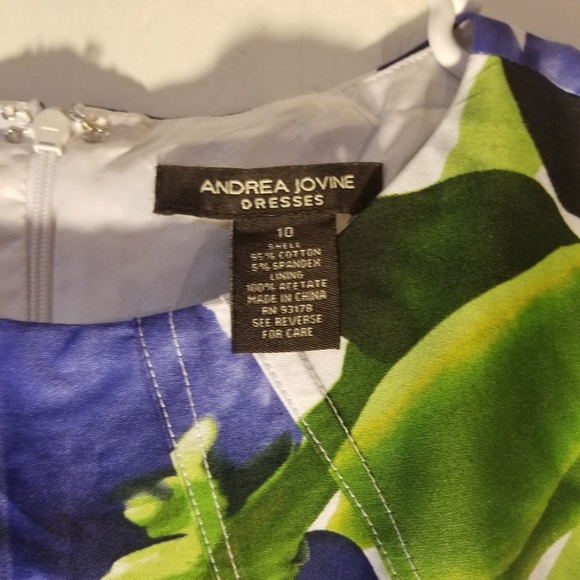 ANDREA JOVINE
DRESSES
10
SHELL
95% COTTON
5% SPANDEX
LINING
100% ACETATE
MADE IN CHINA
RN 93178
SEE REVERSE
FOR CARE